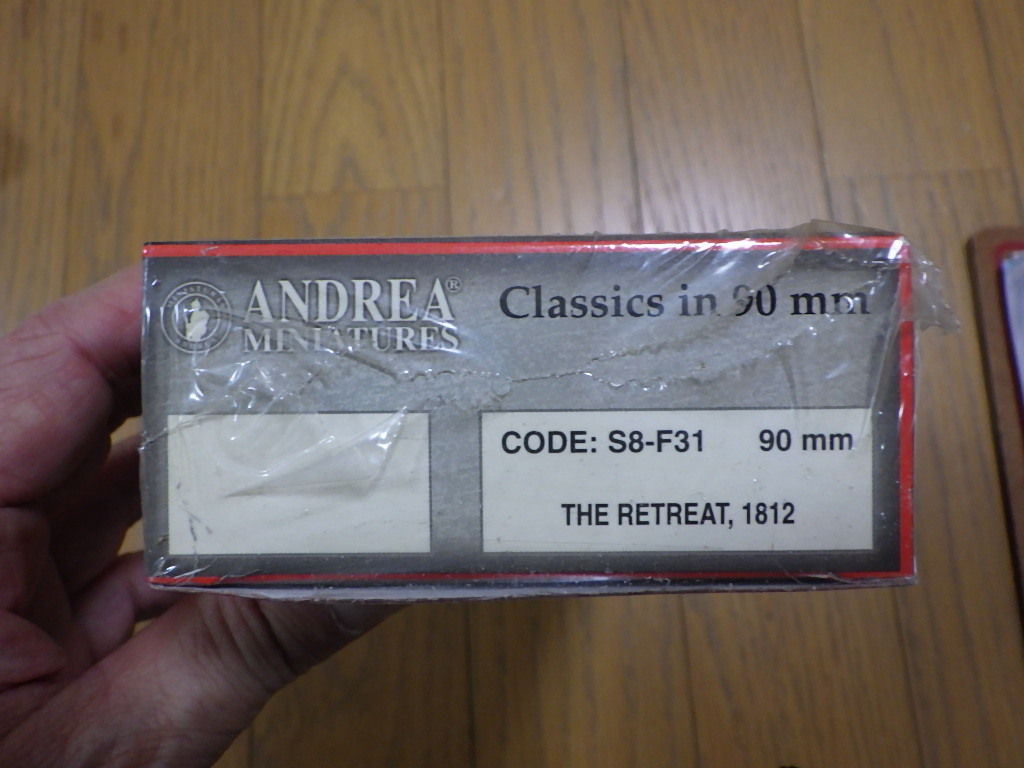 ANDREA®
MINIATURES
Classics in 90 mm
CODE: S8-F31 90 mm
THE RETREAT, 1812